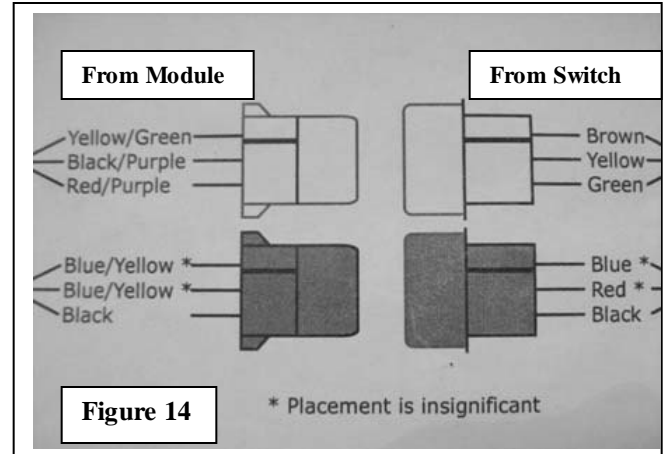 From Module
From Switch
Yellow/Green
Black/Purple
Red/Purple
Brown
Yellow
Green
Blue/Yellow *
Blue/Yellow *
Black
Blue *
Red *
Black
Figure 14
* Placement is insignificant